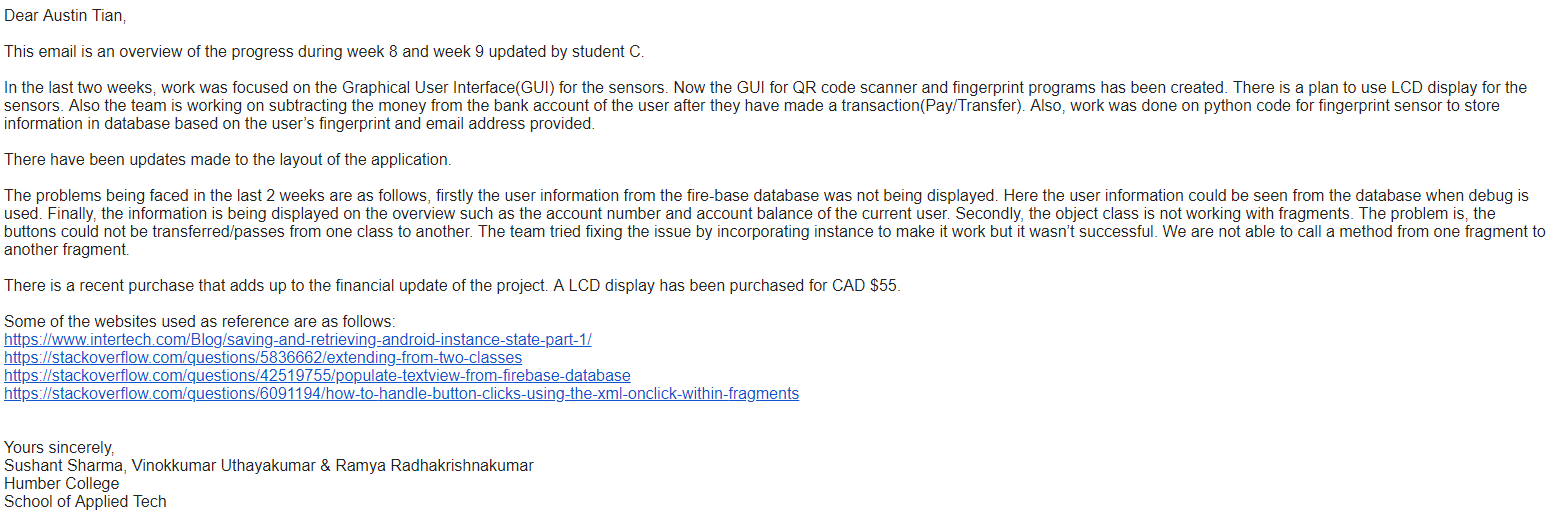 Dear Austin Tian,
This email is an overview of the progress during week 8 and week 9 updated by student C.
In the last two weeks, work was focused on the Graphical User Interface(GUI) for the sensors. Now the GUI for QR code scanner and fingerprint programs has been created. There is a plan to use LCD display for the
sensors. Also the team is working on subtracting the money from the bank account of the user after they have made a transaction(Pay/Transfer). Also, work was done on python code for fingerprint sensor to store
information in database based on the user's fingerprint and email address provided.
There have been updates made to the layout of the application.
The problems being faced in the last 2 weeks are as follows, firstly the user information from the fire-base database was not being displayed. Here the user information could be seen from the database when debug is
used. Finally, the information is being displayed on the overview such as the account number and account balance of the current user. Secondly, the object class is not working with fragments. The problem is, the
buttons could not be transferred/passes from one class to another. The team tried fixing the issue by incorporating instance to make it work but it wasn't successful. We are not able to call a method from one fragment to
another fragment.
There is a recent purchase that adds up to the financial update of the project. A LCD display has been purchased for CAD $55.
Some of the websites used as reference are as follows:
https://www.intertech.com/Blog/saving-and-retrieving-android-instance-state-part-1/
https://stackoverflow.com/questions/5836662/extending-from-two-classes
https://stackoverflow.com/questions/42519755/populate-textview-from-firebase-database
https://stackoverflow.com/questions/6091194/how-to-handle-button-clicks-using-the-xml-onclick-within-fragments
Yours sincerely,
Sushant Sharma, Vinokkumar Uthayakumar & Ramya Radhakrishnakumar
Humber College
School of Applied Tech